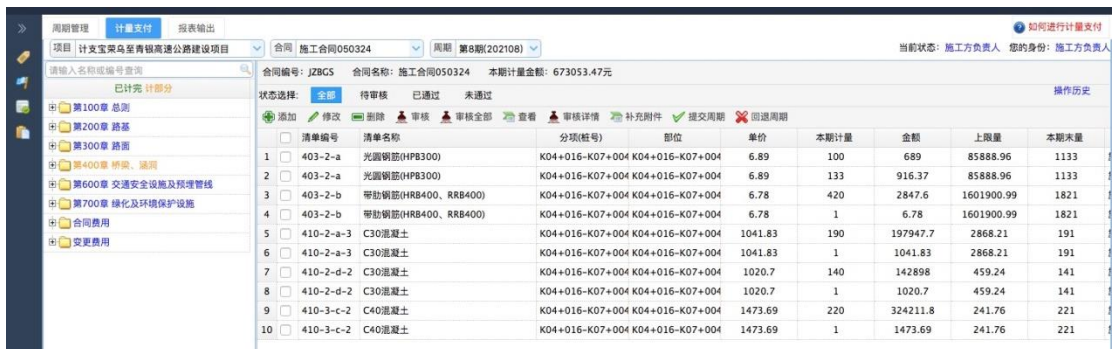 周期管理 计量支付 报表输出 如何进行计量支付
项目 计支宝荣乌至青银高速公路建设项目 合同 施工合同050324 周期 第8期(202108) 当前状态: 施工方负责人 您的身份: 施工方负责人
请输入名称或编号查询
已计完 计部分
第100章 总则
第200章 路基
第300章 路面
第400章 桥梁、涵洞
第600章 交通安全设施及预埋管线
第700章 绿化及环境保护设施
合同费用
变更费用
合同编号: JZBGS 合同名称: 施工合同050324 本期计量金额: 673053.47元
状态选择: 全部 待审核 已通过 未通过 操作历史
添加 修改 删除 审核 审核全部 查看 审核详情 补充附件 提交周期 回退周期
清单编号 清单名称 分项(桩号) 部位 单价 本期计量 金额 上限量 本期末量
1 403-2-a 光圆钢筋(HPB300) K04+016-K07+004 K04+016-K07+004 6.89 100 689 85888.96 1133
2 403-2-a 光圆钢筋(HPB300) K04+016-K07+004 K04+016-K07+004 6.89 133 916.37 85888.96 1133
3 403-2-b 带肋钢筋(HRB400、RRB400) K04+016-K07+004 K04+016-K07+004 6.78 420 2847.6 1601900.99 1821
4 403-2-b 带肋钢筋(HRB400、RRB400) K04+016-K07+004 K04+016-K07+004 6.78 1 6.78 1601900.99 1821
5 410-2-a-3 C30混凝土 K04+016-K07+004 K04+016-K07+004 1041.83 190 197947.7 2868.21 191
6 410-2-a-3 C30混凝土 K04+016-K07+004 K04+016-K07+004 1041.83 1 1041.83 2868.21 191
7 410-2-d-2 C30混凝土 K04+016-K07+004 K04+016-K07+004 1020.7 140 142898 459.24 141
8 410-2-d-2 C30混凝土 K04+016-K07+004 K04+016-K07+004 1020.7 1 1020.7 459.24 141
9 410-3-c-2 C40混凝土 K04+016-K07+004 K04+016-K07+004 1473.69 220 324211.8 241.76 221
10 410-3-c-2 C40混凝土 K04+016-K07+004 K04+016-K07+004 1473.69 1 1473.69 241.76 221